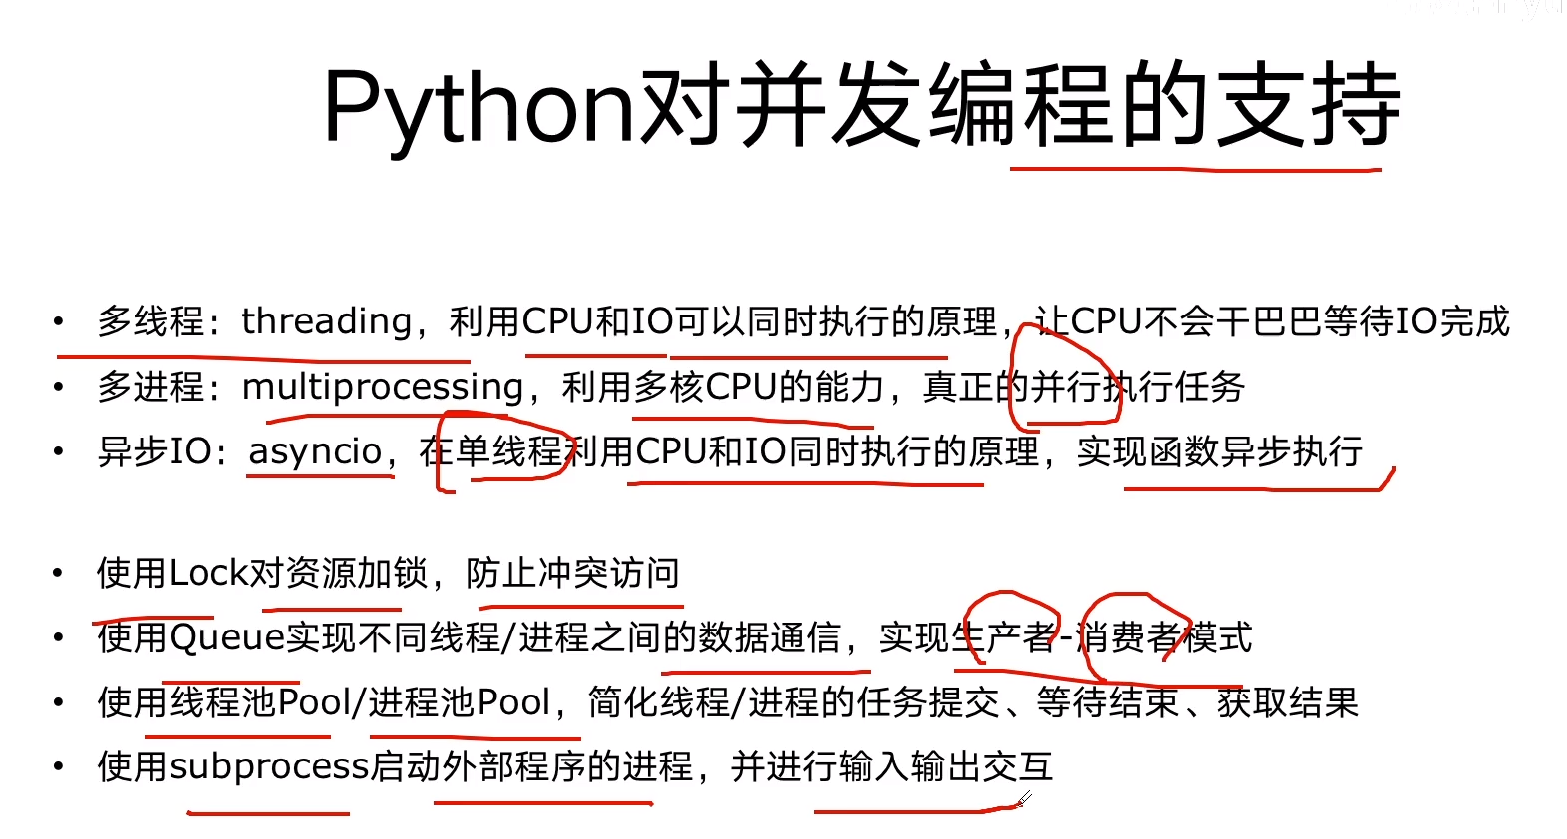 Python对并发编程的支持
• 多线程：threading，利用CPU和IO可以同时执行的原理，让CPU不会干巴巴等待IO完成
• 多进程：multiprocessing，利用多核CPU的能力，真正的并行执行任务
• 异步IO：asyncio，在单线程利用CPU和IO同时执行的原理，实现函数异步执行
• 使用Lock对资源加锁，防止冲突访问
• 使用Queue实现不同线程/进程之间的数据通信，实现生产者-消费者模式
• 使用线程池Pool/进程池Pool，简化线程/进程的任务提交、等待结束、获取结果
• 使用subprocess启动外部程序的进程，并进行输入输出交互